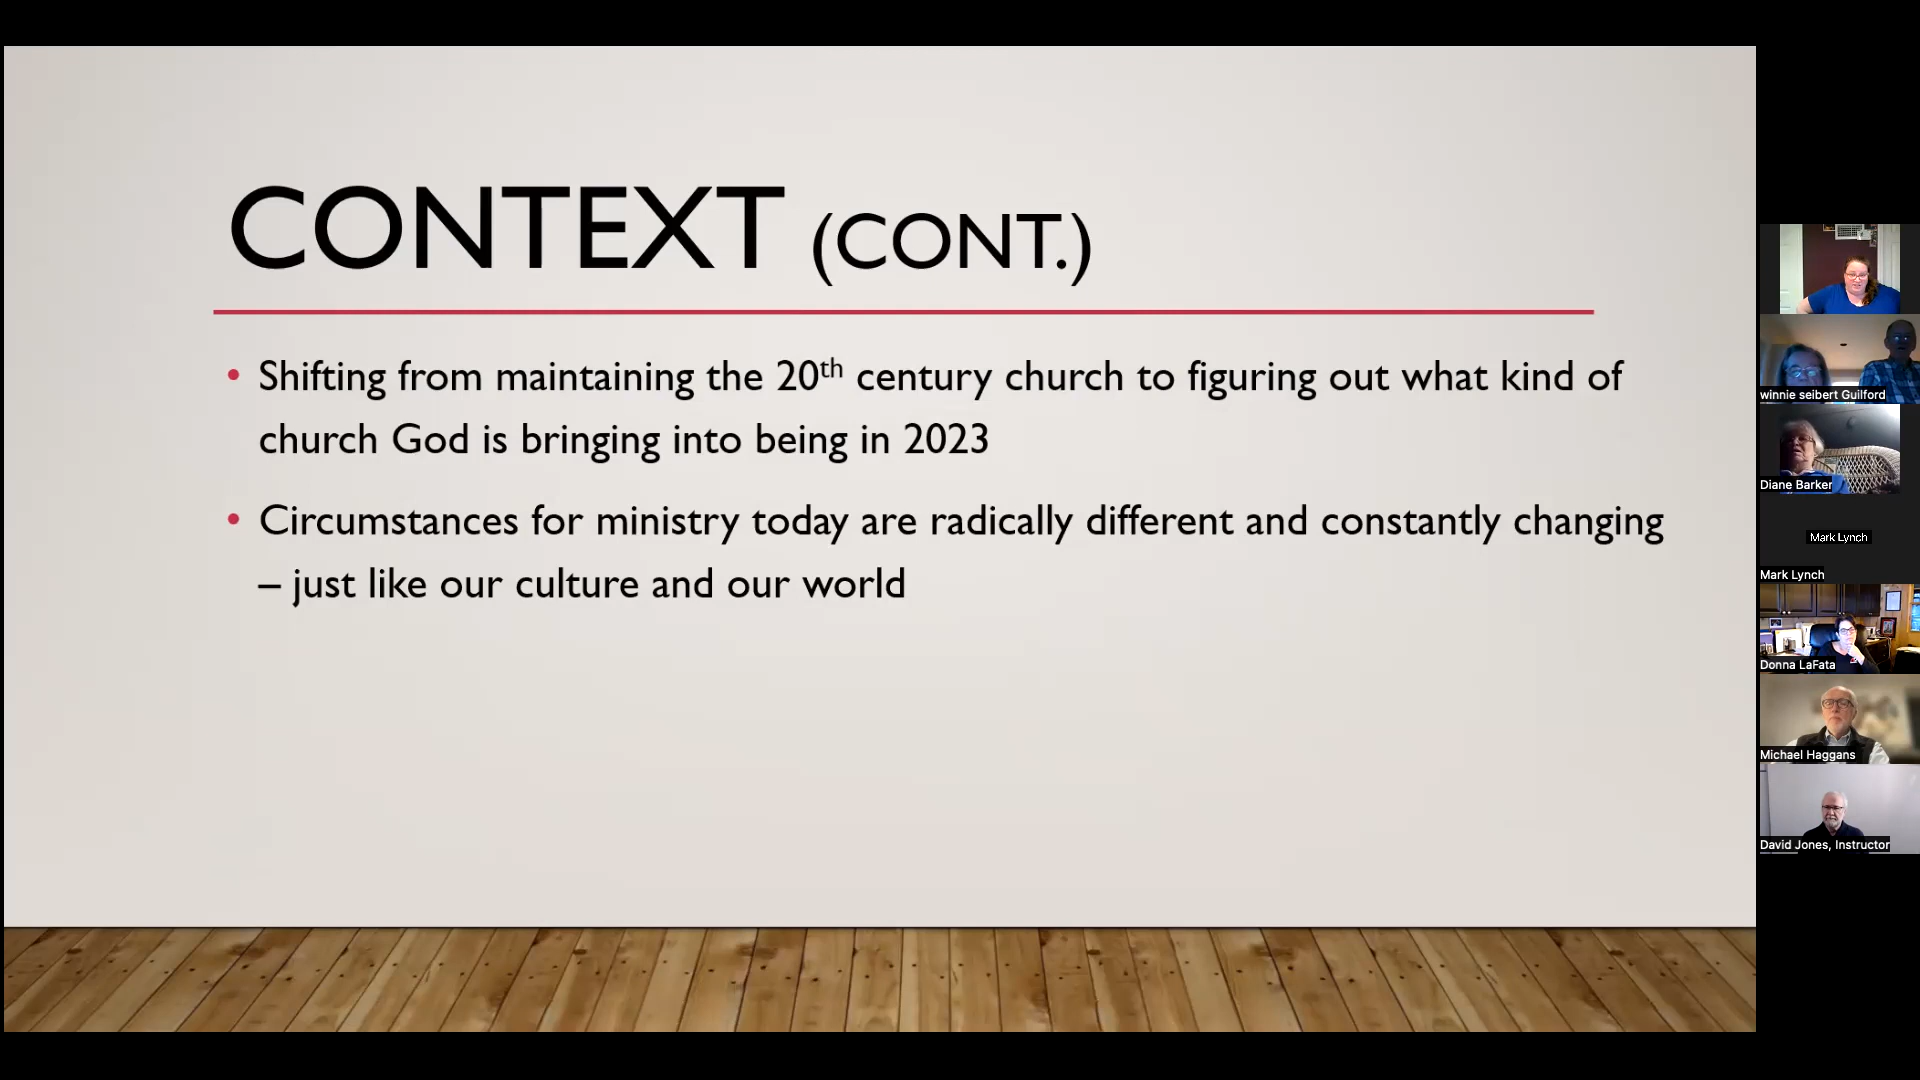 CONTEXT (CONT.)
• Shifting from maintaining the 20th century church to figuring out what kind of
church God is bringing into being in 2023
• Circumstances for ministry today are radically different and constantly changing
– just like our culture and our world
winnie seibert Guilford
Diane Barker
Mark Lynch
Mark Lynch
Donna LaFata
Michael Haggans
David Jones, Instructor